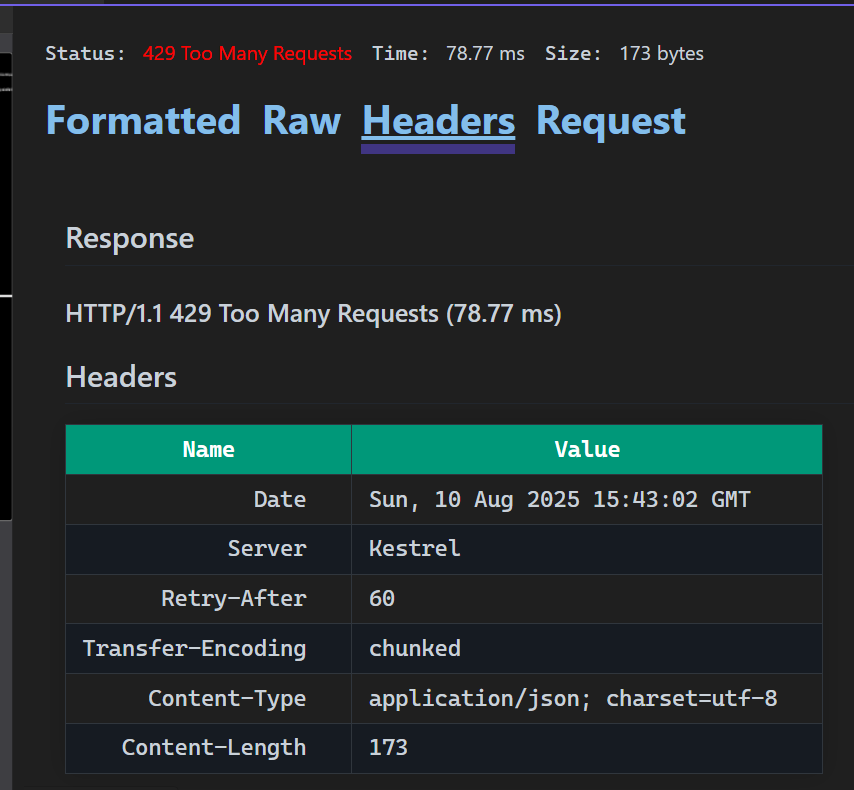 Status: 429 Too Many Requests Time: 78.77 ms Size: 173 bytes
Formatted Raw Headers Request
Response
HTTP/1.1 429 Too Many Requests (78.77 ms)
Headers
Name Value
Date Sun, 10 Aug 2025 15:43:02 GMT
Server Kestrel
Retry-After 60
Transfer-Encoding chunked
Content-Type application/json; charset=utf-8
Content-Length 173